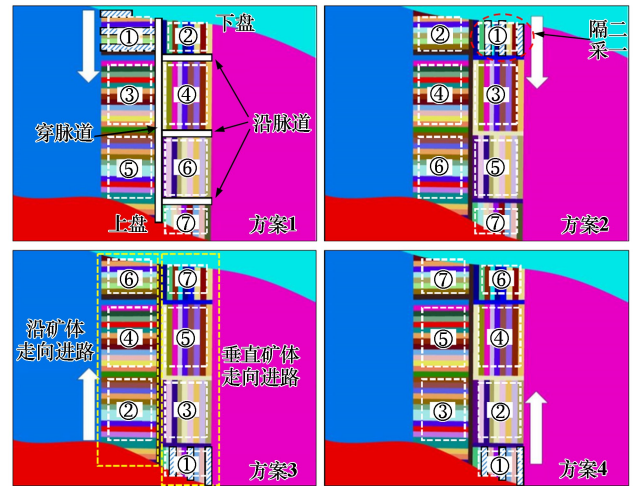 ① ② 下盘
③ ④
穿脉道 沿脉道
⑤ ⑥
上盘 ⑦ 方案1
② ① 隔二采一
④ ③
⑥ ⑤
⑦ 方案2
⑥ ⑦
沿矿体
走向进路
④ ⑤
垂直矿体
走向进路
② ③
① 方案3
⑦ ⑥
⑤ ④
③ ②
① 方案4